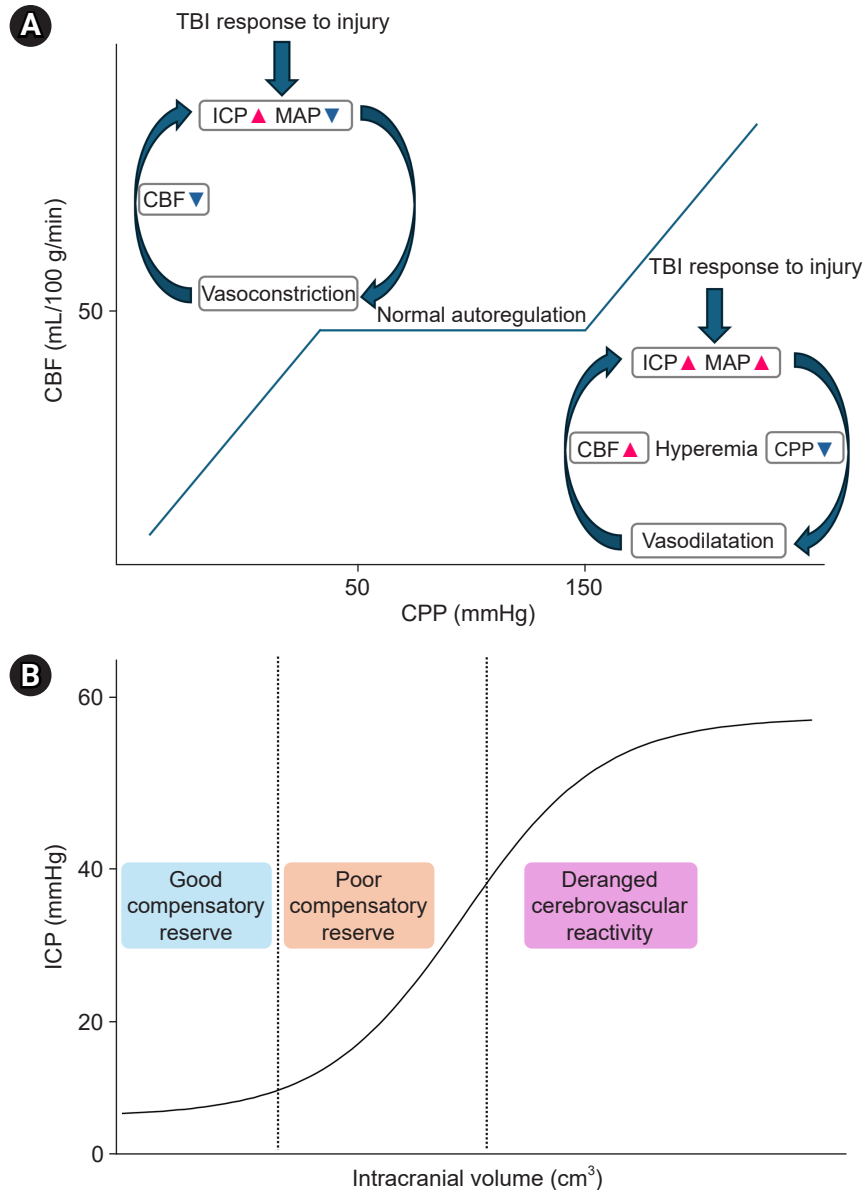 A
TBI response to injury
ICP▲ MAP▼
CBF▼
Vasoconstriction
50
Normal autoregulation
TBI response to injury
ICP▲ MAP▲
CBF▲ Hyperemia CPP▼
Vasodilatation
CBF (mL/100 g/min)
50 150
CPP (mmHg)
B
60
40
20
0
ICP (mmHg)
Good
compensatory
reserve
Poor
compensatory
reserve
Deranged
cerebrovascular
reactivity
Intracranial volume (cm³)